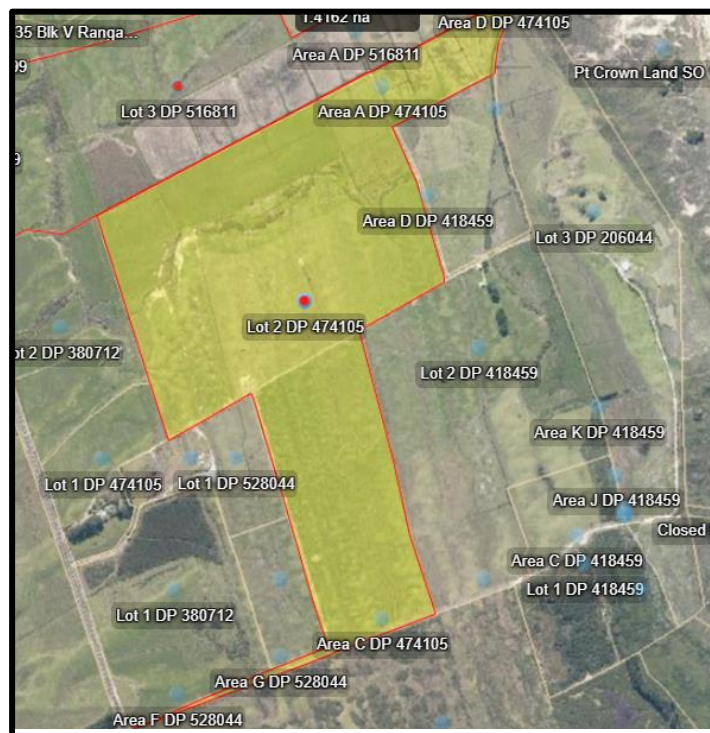 1.4162 ha
Area D DP 474105
35 Blk V Ranga...
Area A DP 516811
Pt Crown Land SO
99
Lot 3 DP 516811
Area A DP 474105
9
Area D DP 418459
Lot 3 DP 206044
Lot 2 DP 474105
ot 2 DP 380712
Lot 2 DP 418459
Area K DP 418459
Lot 1 DP 474105
Lot 1 DP 528044
Area J DP 418459
Closed
Area C DP 418459
Lot 1 DP 418459
Lot 1 DP 380712
Area C DP 474105
Area G DP 528044
Area F DP 528044